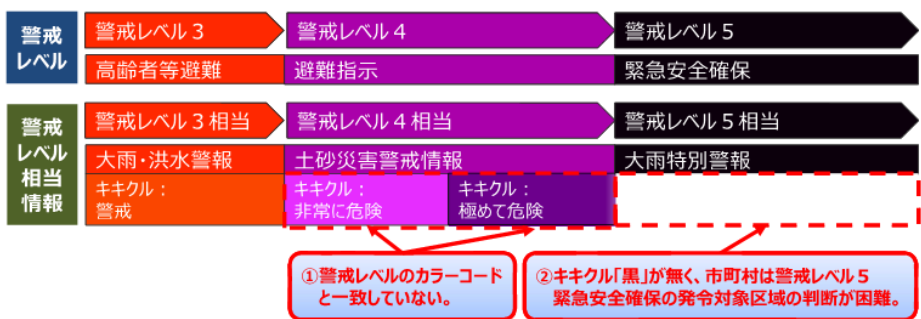 警戒
レベル
警戒レベル3
警戒レベル4
警戒レベル5
高齢者等避難
避難指示
緊急安全確保
警戒
レベル
相当
情報
警戒レベル3相当
警戒レベル4相当
警戒レベル5相当
大雨・洪水警報
土砂災害警戒情報
大雨特別警報
キキクル：
警戒
キキクル：
非常に危険
キキクル：
極めて危険
①警戒レベルのカラーコード
と一致していない。
②キキクル「黒」が無く、市町村は警戒レベル5
緊急安全確保の発令対象区域の判断が困難。